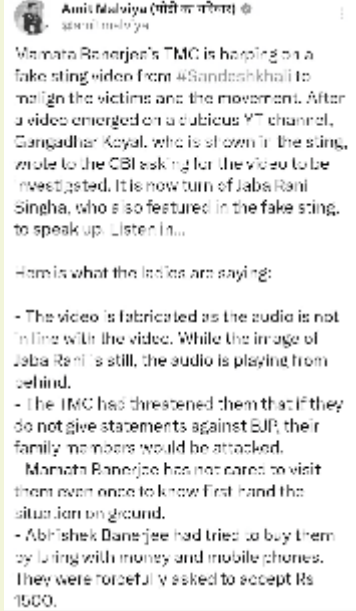 Amit Malviya (मोदी का परिवार)
@amitmalviya
Mamata Banerjee's TMC is harping on a
fake sting video from #Sandeshkhali to
malign the victims and the movement. After
a video emerged on a dubious YT channel,
Gangadhar Koyal, who is shown in the sting,
wrote to the CBI asking for the video to be
investigated. It is now turn of Jaba Rani
Singha, who also featured in the fake sting,
to speak up. Listen in...
Here is what the ladies are saying:
- The video is fabricated as the audio is not
in line with the video. While the image of
Jaba Rani is still, the audio is playing from
behind.
- The TMC had threatened them that if they
do not give statements against BJP, their
family members would be attacked.
- Mamata Banerjee has not cared to visit
them even once to know first hand the
situation on ground.
- Abhishek Banerjee had tried to buy them
by luring with money and mobile phones.
They were forcefully asked to accept Rs
1500.